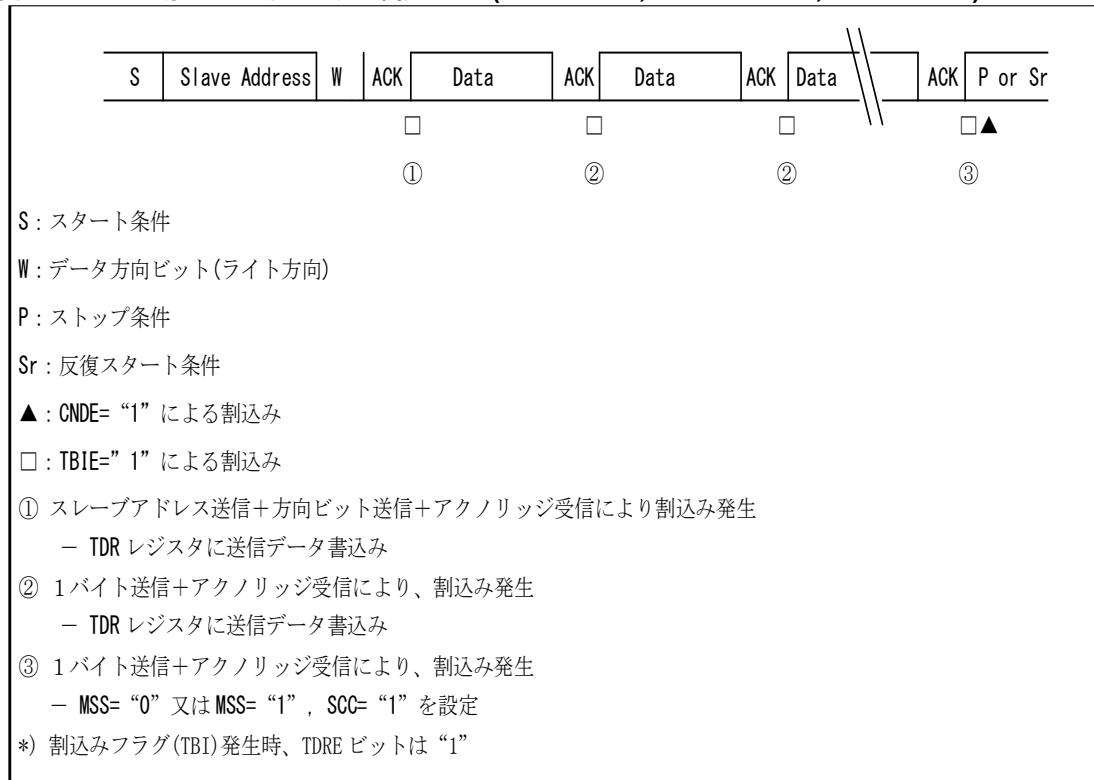 S Slave Address W ACK Data ACK Data ACK Data ACK P or Sr
□ □ □ □▲
① ② ② ③
S:スタート条件
W:データ方向ビット(ライト方向)
P:ストップ条件
Sr:反復スタート条件
▲:CNDE=“1”による割込み
□:TBIE=”1”による割込み
① スレーブアドレス送信+方向ビット送信+アクノリッジ受信により割込み発生
− TDRレジスタに送信データ書込み
② 1バイト送信+アクノリッジ受信により、割込み発生
− TDRレジスタに送信データ書込み
③ 1バイト送信+アクノリッジ受信により、割込み発生
− MSS=“0”又はMSS=“1”, SCC=“1”を設定
*) 割込みフラグ(TBI)発生時、TDREビットは“1”